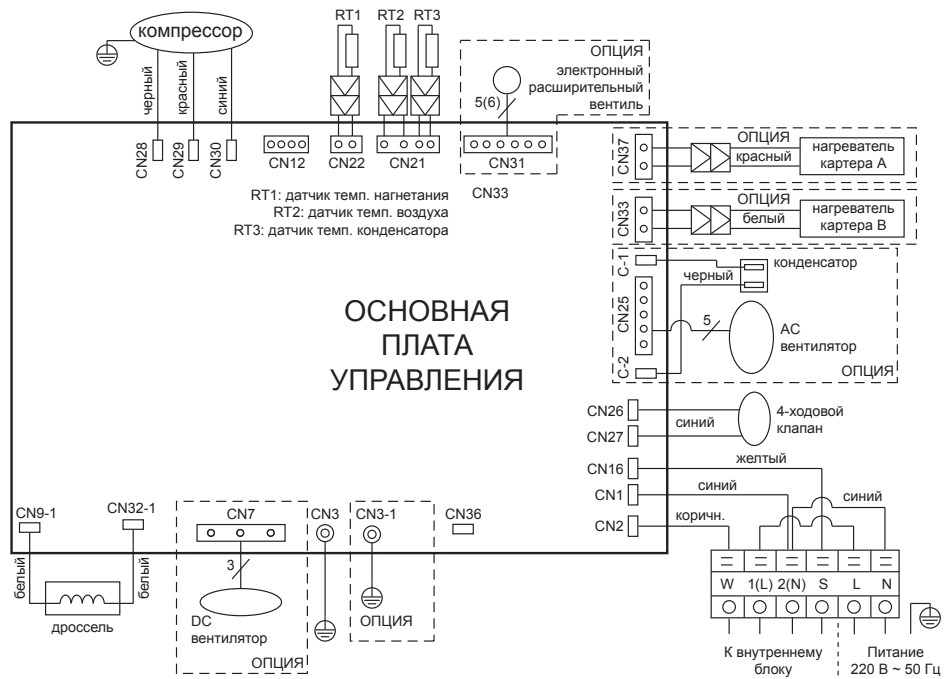 RT1 RT2 RT3
компрессор
ОПЦИЯ
электронный
расширительный
вентиль
5(6)
черный
красный
синий
CN28
CN29
CN30
CN12
CN22
CN21
CN31
CN33
RT1: датчик темп. нагнетания
RT2: датчик темп. воздуха
RT3: датчик темп. конденсатора
CN37
ОПЦИЯ
красный
нагреватель
картера A
CN33
ОПЦИЯ
белый
нагреватель
картера B
C-1
черный
конденсатор
CN25
5
AC
вентилятор
C-2
ОПЦИЯ
ОСНОВНАЯ
ПЛАТА
УПРАВЛЕНИЯ
CN26
CN27
синий
4-ходовой
клапан
CN16
желтый
CN1
синий
синий
CN2
коричн.
W 1(L) 2(N) S L N
К внутреннему
блоку
Питание
220 В ~ 50 Гц
CN9-1
CN32-1
белый
белый
дроссель
CN7
3
DC
вентилятор
ОПЦИЯ
CN3
CN3-1
ОПЦИЯ
CN36